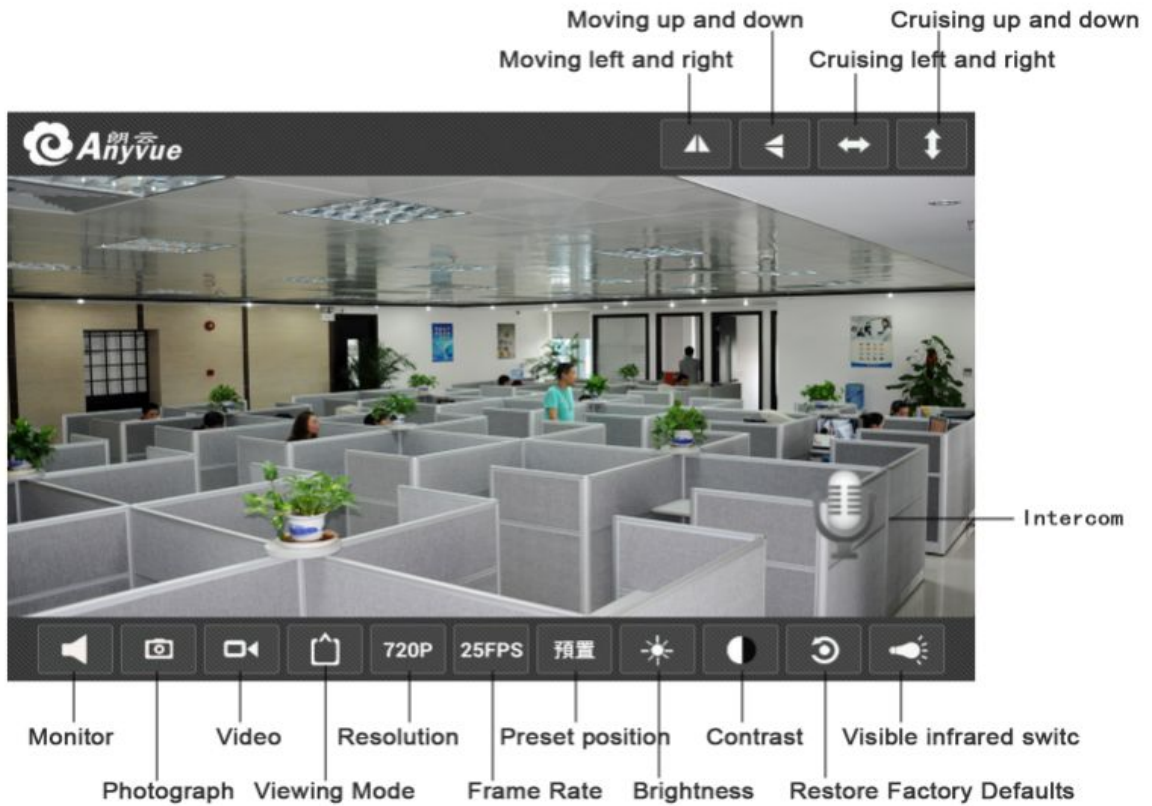 Moving up and down
Cruising up and down
Moving left and right
Cruising left and right
朗云
Anyvue
Intercom
720P
25FPS
預置
Monitor
Video
Resolution
Preset position
Contrast
Visible infrared switc
Photograph
Viewing Mode
Frame Rate
Brightness
Restore Factory Defaults